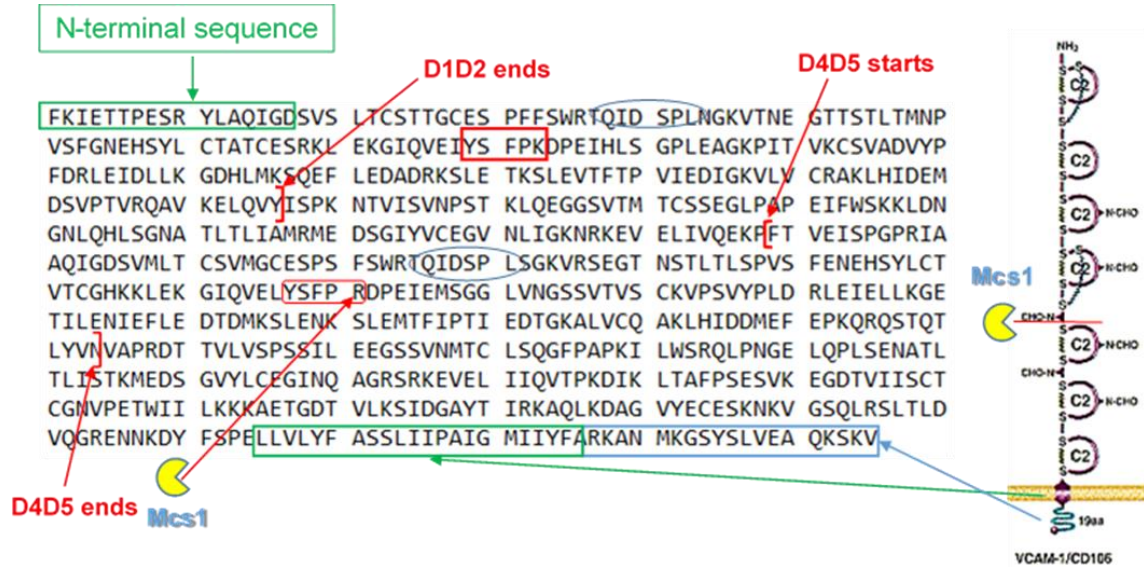 N-terminal sequence
D1D2 ends
D4D5 starts
FKIETTPESR YLAQIGDSVS LTCSTTGCES PFFSWRTQID SPLNGKVTNE GTTSTLTMNP
VSFGNEHSYL CTATCESRKL EKGIQVEIYS FPKDPEIHLS GPLEAGKPIT VKCSVADVYP
FDRLEIDLLK GDHLMKSQEF LEDADRKSLE TKSLEVTFTP VIEDIGKVLV CRAKLHIDEM
DSVPTVRQAV KELQVYISPK NTVISVNPST KLQEGGSVTM TCSSEGLPAP EIFWSKKLDN
GNLQHLSGNA TLTLIAMRME DSGIYVCEGV NLIGKNRKEV ELIVQEKPFT VEISPGPRIA
AQIGDSVMLT CSVMGCESPS FSWRTQIDSP LSGKVRSEGT NSTLTLSPVS FENEHSYLCT
VTCGHKKLEK GIQVELYSFP RDPEIEMSGG LVNGSSVTVS CKVPSVYPLD RLEIELLKGE
TILENIEFLE DTDMKSLENK SLEMTFIPTI EDTGKALVCQ AKLHIDDMEF EPKQRQSTQT
LYVNVAPRDT TVLVSPSSIL EEGSSVNMTC LSQGFPAPKI LWSRQLPNGE LQPLSENATL
TLISTKMEDS GVYLCEGINQ AGRSRKEVEL IIQVTPKDIK LTAFPSESVK EGDTVIISCT
CGNVPETWII LKKKAETGDT VLKSIDGAYT IRKAQLKDAG VYECESKNKV GSQLRSLTLD
VQGRENNKDY FSPELLVLYF ASSLIIPAIG MIIYFARKAN MKGSYSLVEA QKSKV
D4D5 ends
Mcs1
NH2
C2
C2
C2
N-CHO
C2
N-CHO
Mcs1
CHO-N
C2
N-CHO
CHO-N
C2
N-CHO
C2
19aa
VCAM-1/CD106